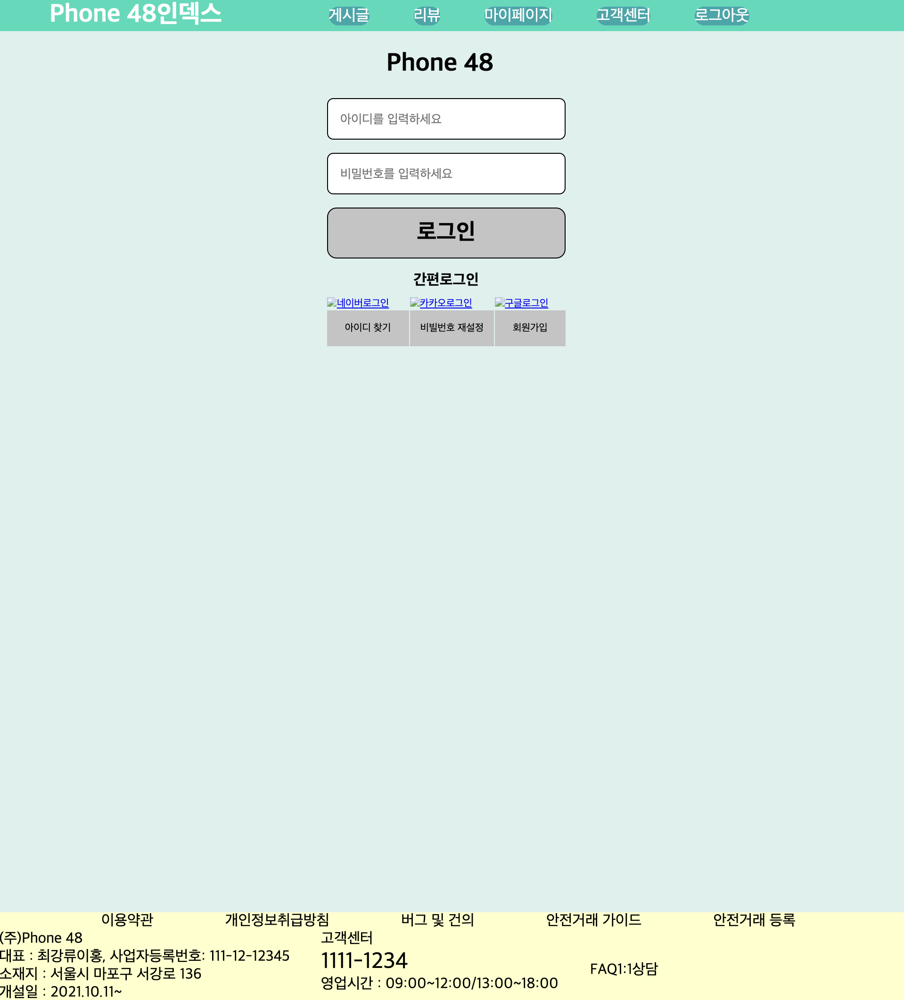 Phone 48인덱스 게시글 리뷰 마이페이지 고객센터 로그아웃
Phone 48
아이디를 입력하세요
비밀번호를 입력하세요
로그인
간편로그인
네이버로그인 카카오로그인 구글로그인
아이디 찾기 비빌번호 재설정 회원가입
이용약관 개인정보취급방침 버그 및 건의 안전거래 가이드 안전거래 등록
(주)Phone 48
대표 : 최강류이홍, 사업자등록번호: 111-12-12345
소재지 : 서울시 마포구 서강로 136
개설일 : 2021.10.11~
고객센터
1111-1234
영업시간 : 09:00~12:00/13:00~18:00
FAQ1:1상담